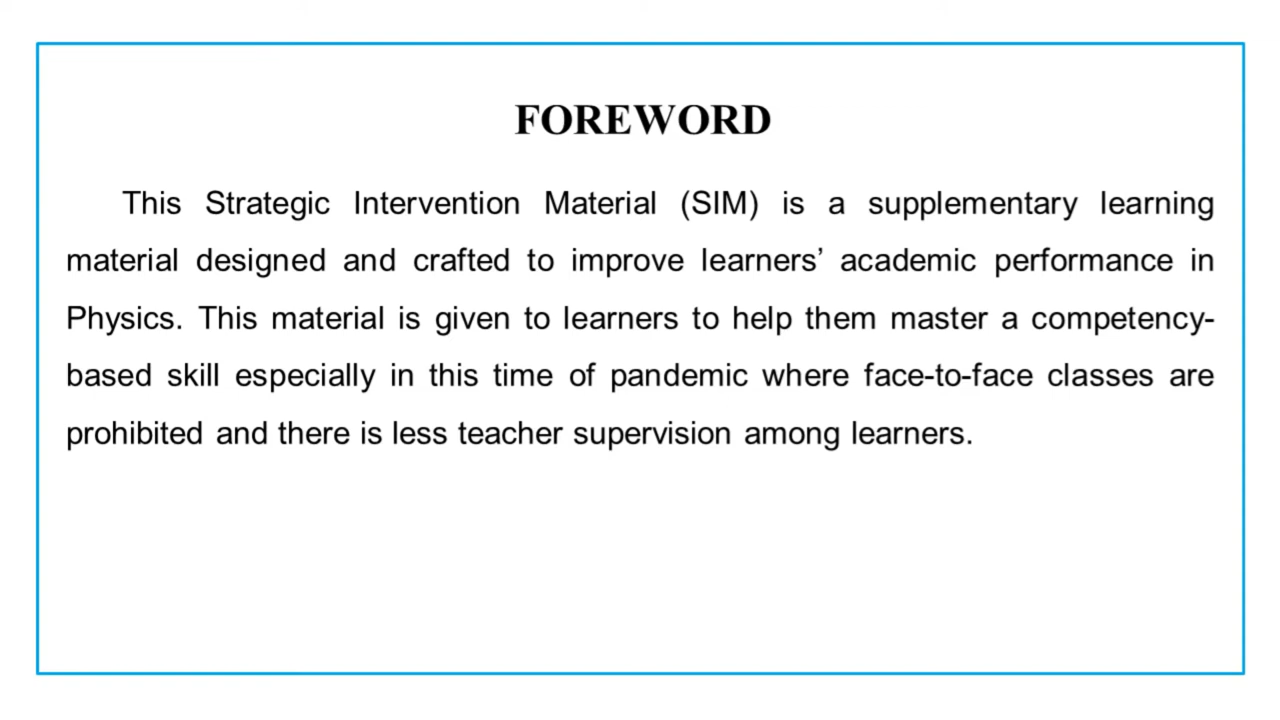 FOREWORD
This Strategic Intervention Material (SIM) is a supplementary learning
material designed and crafted to improve learners’ academic performance in
Physics. This material is given to learners to help them master a competency-
based skill especially in this time of pandemic where face-to-face classes are
prohibited and there is less teacher supervision among learners.